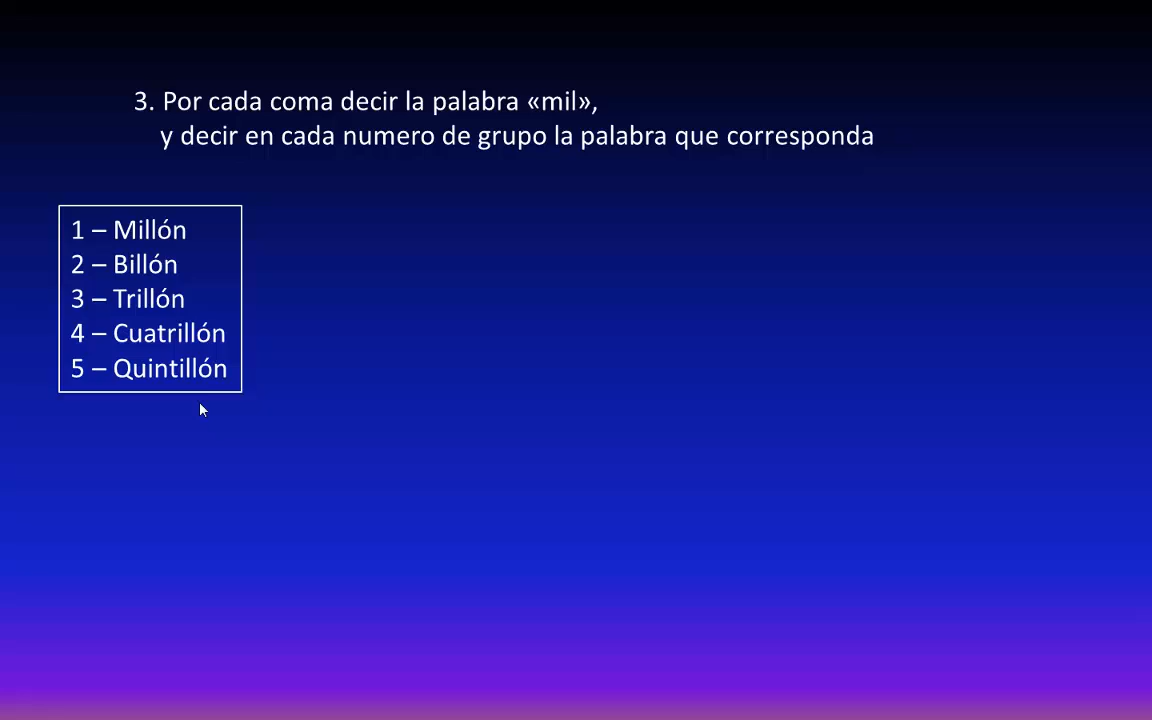 3. Por cada coma decir la palabra «mil»,
y decir en cada numero de grupo la palabra que corresponda
1 – Millón
2 – Billón
3 – Trillón
4 – Cuatrillón
5 – Quintillón